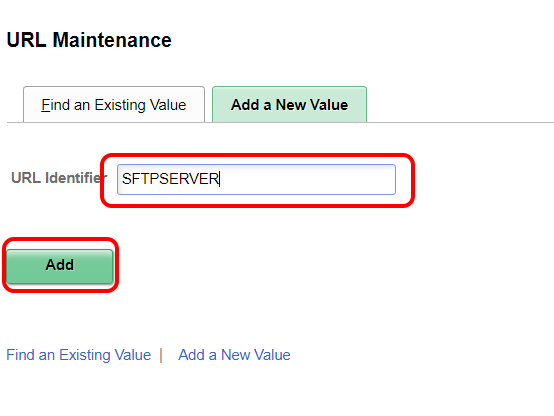 URL Maintenance
Find an Existing Value
Add a New Value
URL Identifier SFTPSERVER
Add
Find an Existing Value | Add a New Value